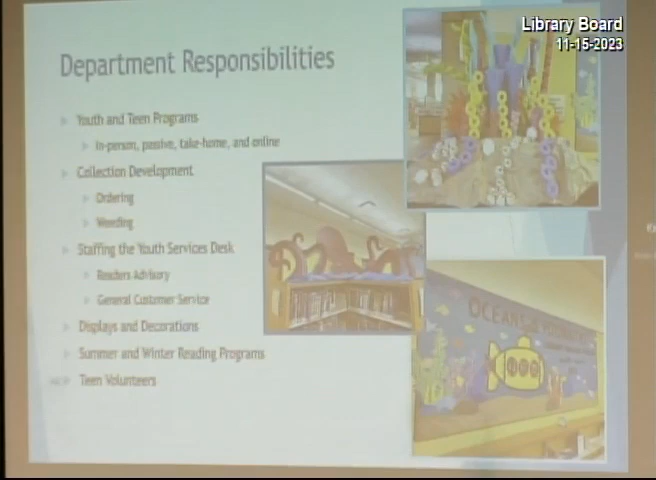 Library Board
11-15-2023
Department Responsibilities
Youth and Teen Programs
In-person, passive, take-home, and online
Collection Development
Ordering
Weeding
Staffing the Youth Services Desk
Readers Advisory
General Customer Service
Displays and Decorations
Summer and Winter Reading Programs
Teen Volunteers
OCEANS OF